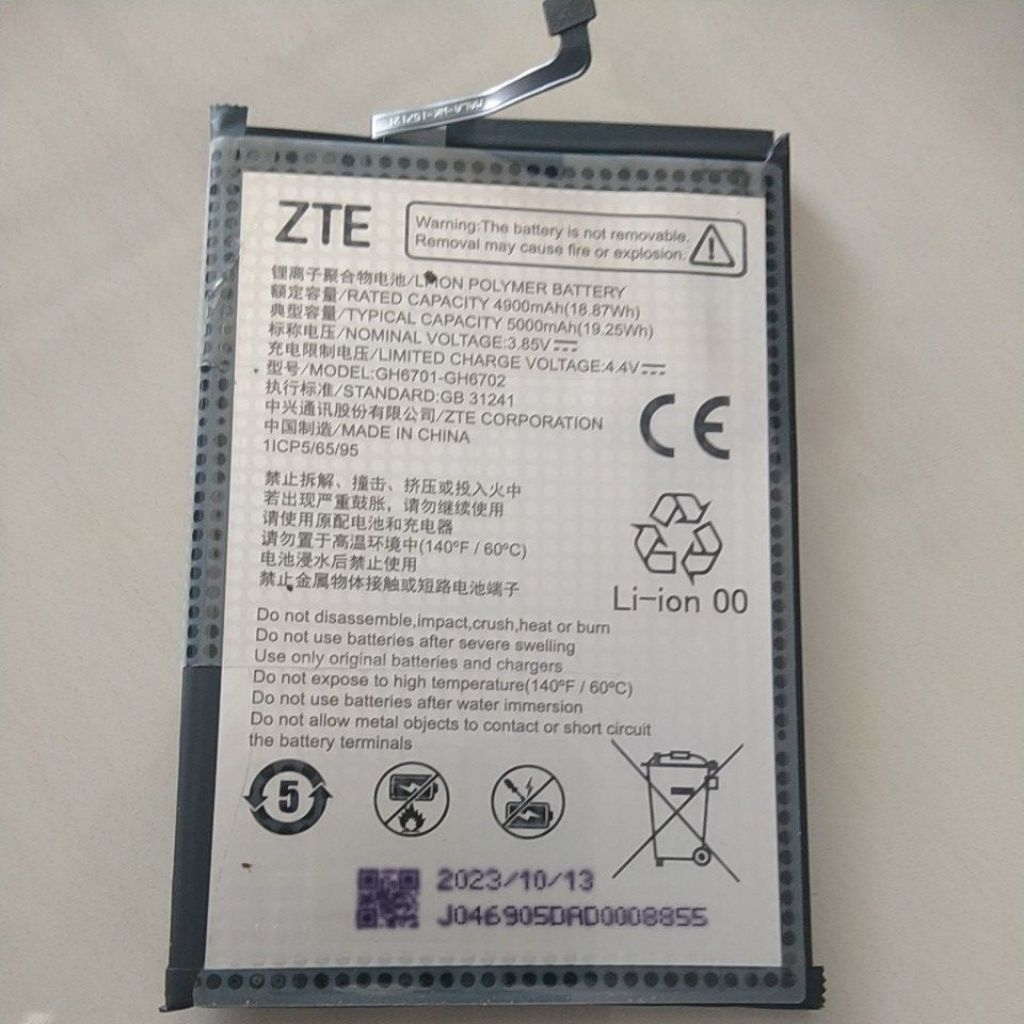 ZTE
Warning:The battery is not removable.
Removal may cause fire or explosion.
锂离子聚合物电池/LI-ION POLYMER BATTERY
额定容量/RATED CAPACITY 4900mAh(18.87Wh)
典型容量/TYPICAL CAPACITY 5000mAh(19.25Wh)
标称电压/NOMINAL VOLTAGE:3.85V
充电限制电压/LIMITED CHARGE VOLTAGE:4.4V
型号/MODEL:GH6701-GH6702
执行标准/STANDARD:GB 31241
中兴通讯股份有限公司/ZTE CORPORATION
中国制造/MADE IN CHINA
1ICP5/65/95
CE
禁止拆解、撞击、挤压或投入火中
若出现严重鼓胀，请勿继续使用
请使用原配电池和充电器
请勿置于高温环境中(140°F / 60°C)
电池浸水后禁止使用
禁止金属物体接触或短路电池端子
Li-ion 00
Do not disassemble,impact,crush,heat or burn
Do not use batteries after severe swelling
Use only original batteries and chargers
Do not expose to high temperature(140°F / 60°C)
Do not use batteries after water immersion
Do not allow metal objects to contact or short circuit
the battery terminals
5
2023/10/13
J046905DAD0008855